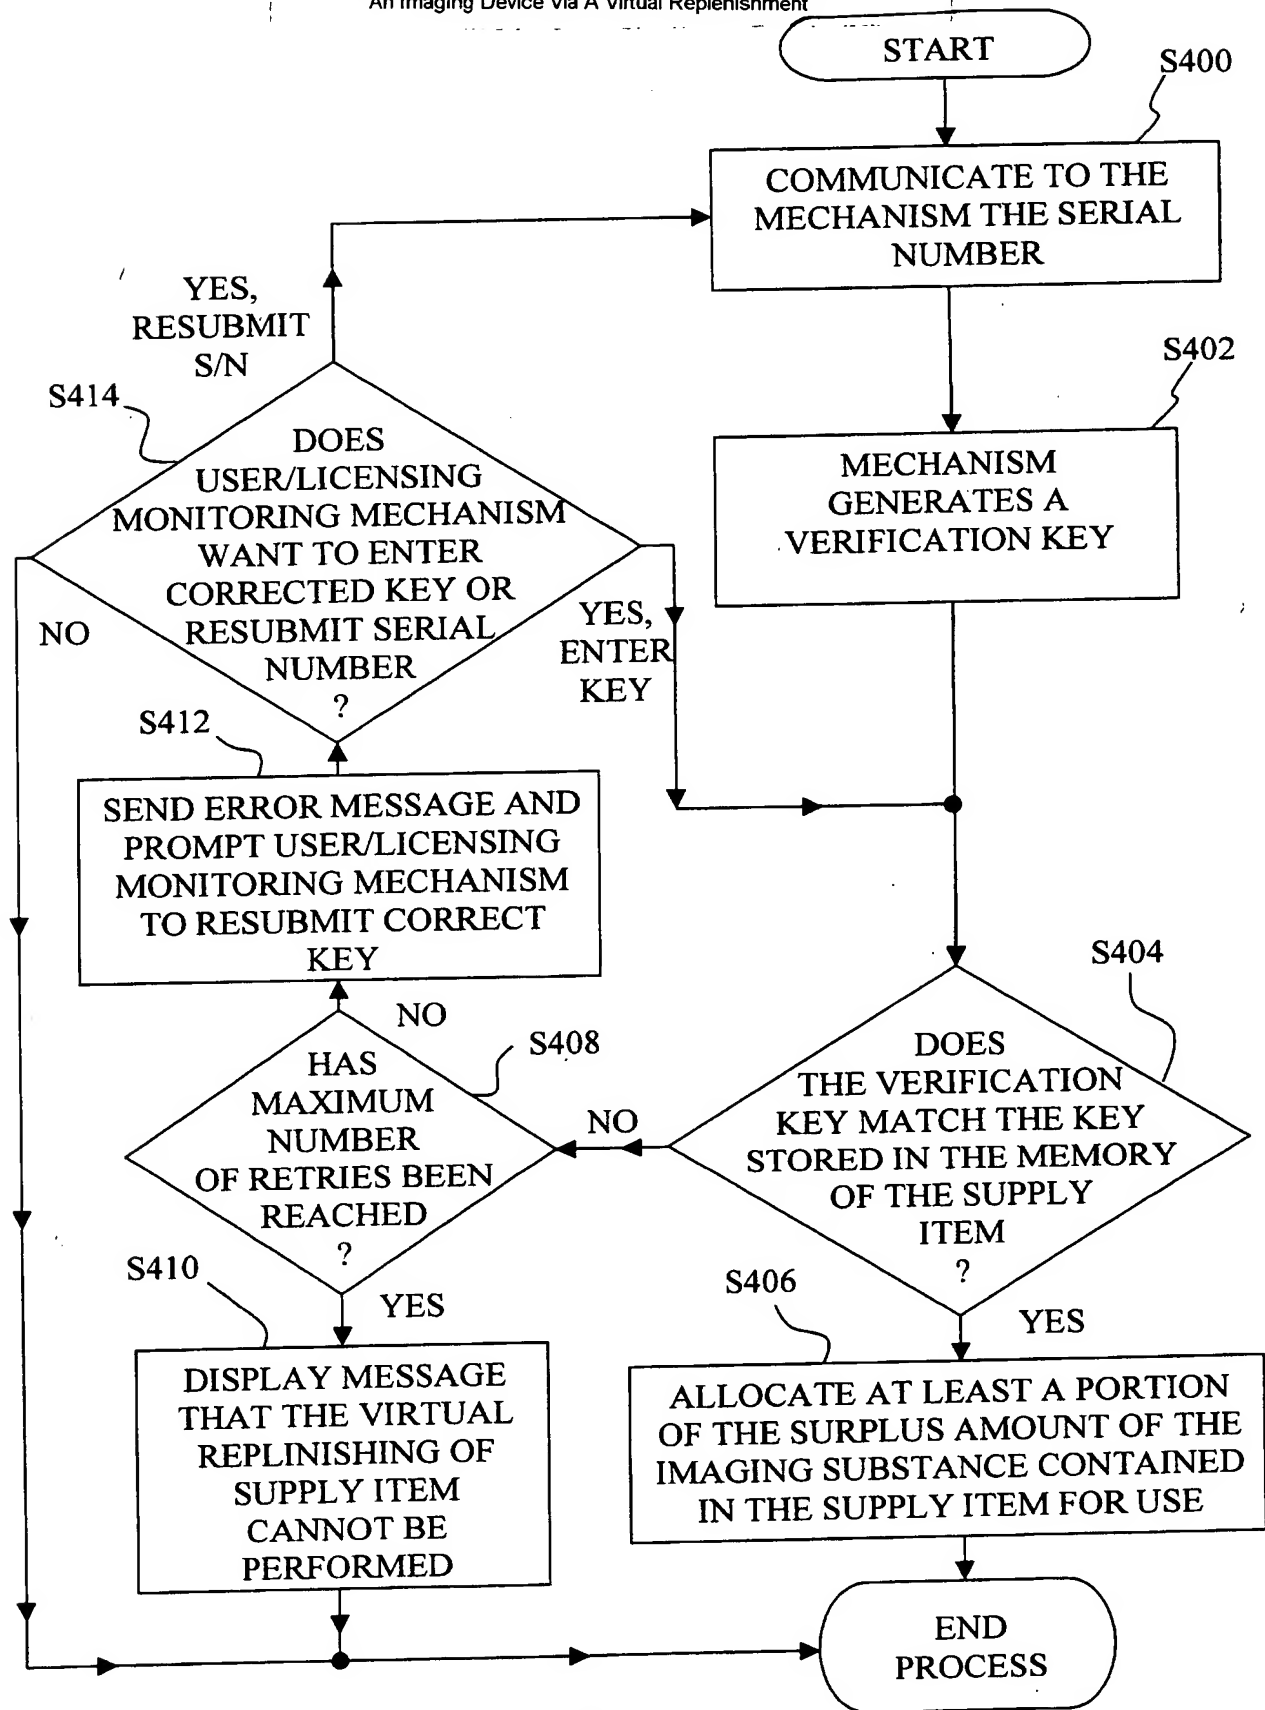 An Imaging Device Via A Virtual Replenishment
START
S400
COMMUNICATE TO THE
MECHANISM THE SERIAL
NUMBER
YES,
RESUBMIT
S/N
S402
MECHANISM
GENERATES A
VERIFICATION KEY
S414
DOES
USER/LICENSING
MONITORING MECHANISM
WANT TO ENTER
CORRECTED KEY OR
RESUBMIT SERIAL
NUMBER
?
NO
YES,
ENTER
KEY
S412
SEND ERROR MESSAGE AND
PROMPT USER/LICENSING
MONITORING MECHANISM
TO RESUBMIT CORRECT
KEY
NO
S408
HAS
MAXIMUM
NUMBER
OF RETRIES BEEN
REACHED
?
NO
S404
DOES
THE VERIFICATION
KEY MATCH THE KEY
STORED IN THE MEMORY
OF THE SUPPLY
ITEM
?
S410
YES
DISPLAY MESSAGE
THAT THE VIRTUAL
REPLINISHING OF
SUPPLY ITEM
CANNOT BE
PERFORMED
S406
YES
ALLOCATE AT LEAST A PORTION
OF THE SURPLUS AMOUNT OF THE
IMAGING SUBSTANCE CONTAINED
IN THE SUPPLY ITEM FOR USE
END
PROCESS